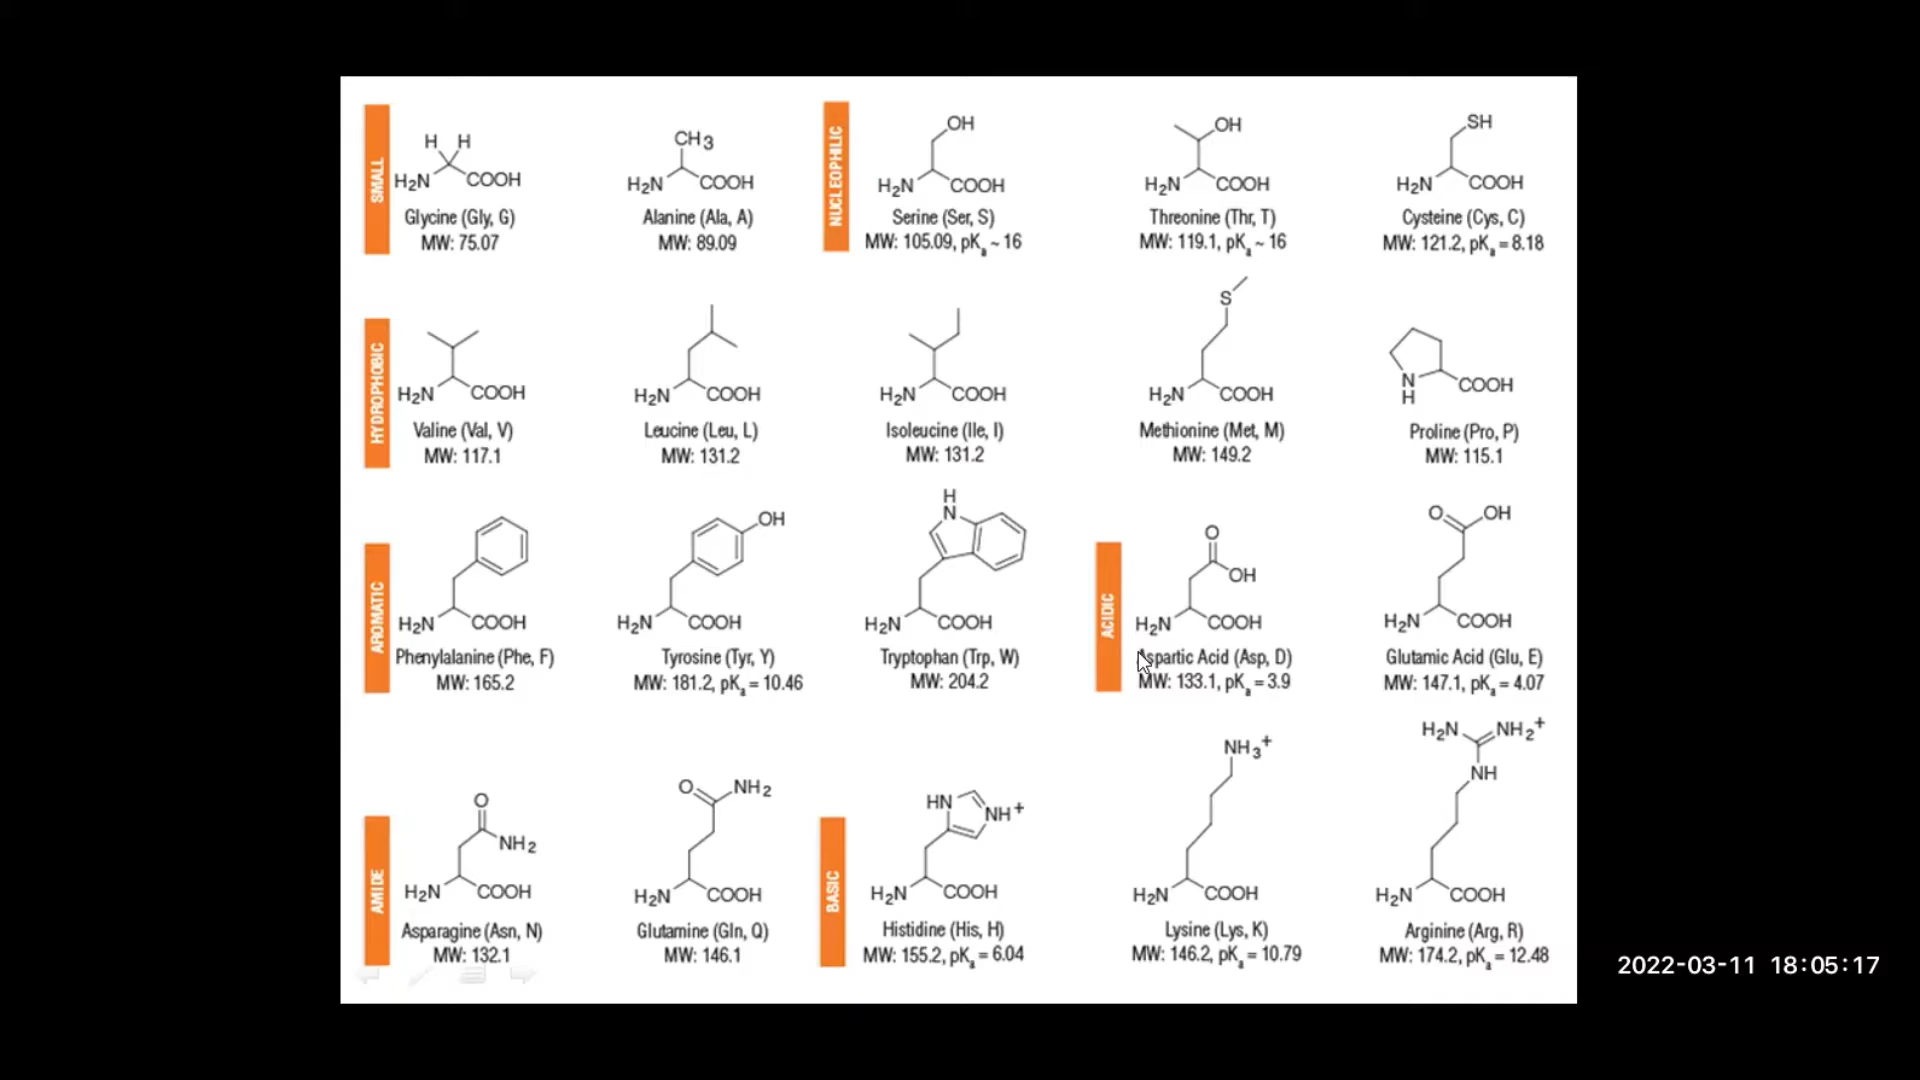 SMALL
H H
H₂N COOH
Glycine (Gly, G)
MW: 75.07
CH₃
H₂N COOH
Alanine (Ala, A)
MW: 89.09
NUCLEOPHILIC
OH
H₂N COOH
Serine (Ser, S)
MW: 105.09, pKₐ ~ 16
OH
H₂N COOH
Threonine (Thr, T)
MW: 119.1, pKₐ ~ 16
SH
H₂N COOH
Cysteine (Cys, C)
MW: 121.2, pKₐ = 8.18
HYDROPHOBIC
H₂N COOH
Valine (Val, V)
MW: 117.1
H₂N COOH
Leucine (Leu, L)
MW: 131.2
H₂N COOH
Isoleucine (Ile, I)
MW: 131.2
S
H₂N COOH
Methionine (Met, M)
MW: 149.2
N COOH
H
Proline (Pro, P)
MW: 115.1
AROMATIC
H₂N COOH
Phenylalanine (Phe, F)
MW: 165.2
OH
H₂N COOH
Tyrosine (Tyr, Y)
MW: 181.2, pKₐ = 10.46
H
N
H₂N COOH
Tryptophan (Trp, W)
MW: 204.2
ACIDIC
O
OH
H₂N COOH
Aspartic Acid (Asp, D)
MW: 133.1, pKₐ = 3.9
O OH
H₂N COOH
Glutamic Acid (Glu, E)
MW: 147.1, pKₐ = 4.07
AMIDE
O
NH₂
H₂N COOH
Asparagine (Asn, N)
MW: 132.1
O NH₂
H₂N COOH
Glutamine (Gln, Q)
MW: 146.1
BASIC
HN NH⁺
H₂N COOH
Histidine (His, H)
MW: 155.2, pKₐ = 6.04
NH₃⁺
H₂N COOH
Lysine (Lys, K)
MW: 146.2, pKₐ = 10.79
H₂N NH₂⁺
NH
H₂N COOH
Arginine (Arg, R)
MW: 174.2, pKₐ = 12.48
2022-03-11 18:05:17